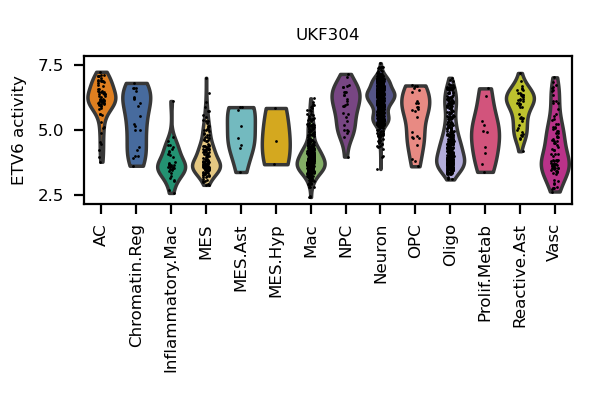 UKF304
ETV6 activity
7.5
5.0
2.5
AC
Chromatin.Reg
Inflammatory.Mac
MES
MES.Ast
MES.Hyp
Mac
NPC
Neuron
OPC
Oligo
Prolif.Metab
Reactive.Ast
Vasc